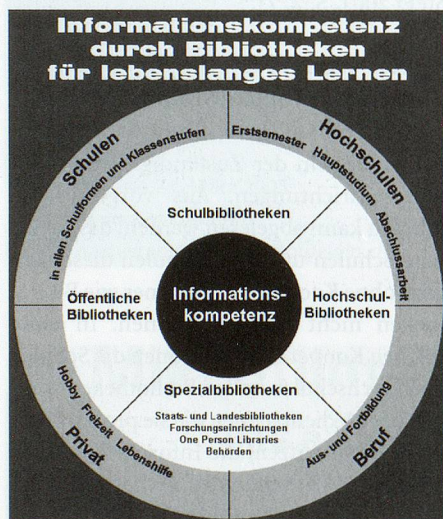 Informationskompetenz
durch Bibliotheken
für lebenslanges Lernen
Schulen
in allen Schulformen und Klassenstufen
Hochschulen
Erstsemester Hauptstudium Abschlussarbeit
Schulbibliotheken
Öffentliche
Bibliotheken
Informations-
kompetenz
Hochschul-
Bibliotheken
Spezialbibliotheken
Staats- und Landesbibliotheken
Forschungseinrichtungen
One Person Libraries
Behörden
Hobby Freizeit Lebenshilfe
Privat
Aus- und Fortbildung
Beruf